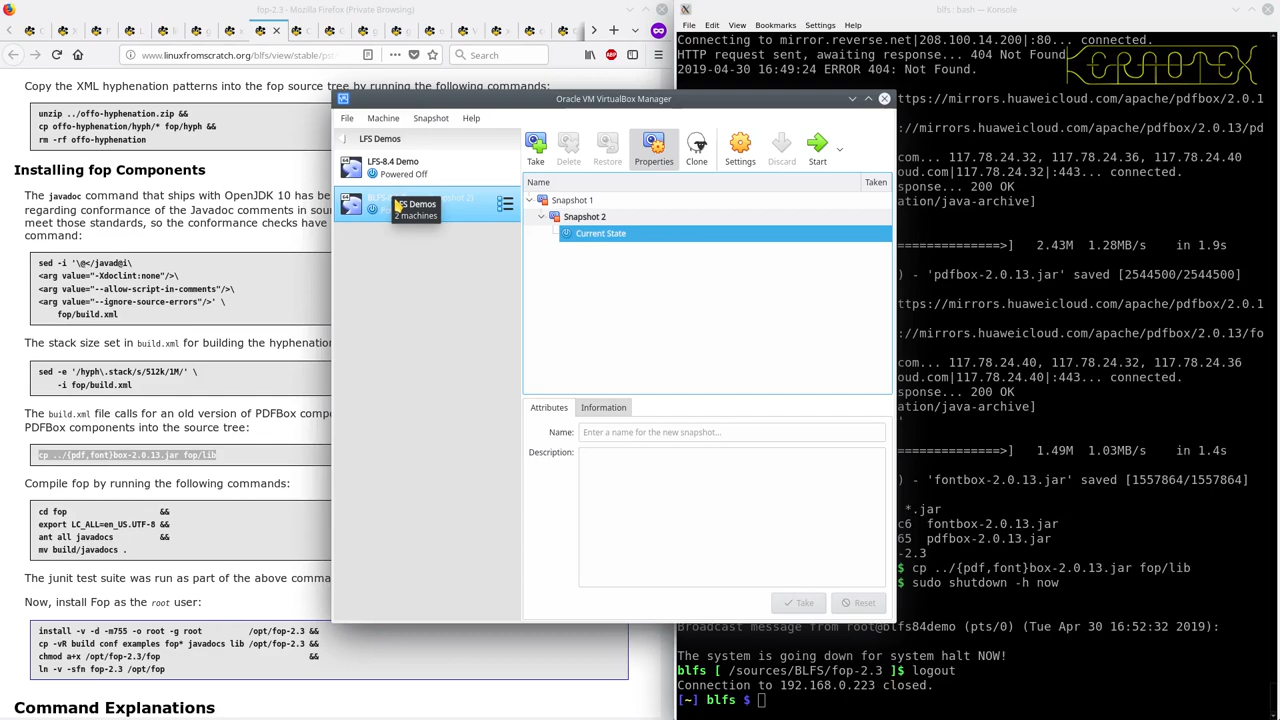 fop-2.3 - Mozilla Firefox (Private Browsing)
www.linuxfromscratch.org/blfs/view/stable/pst
Search
Copy the XML hyphenation patterns into the fop source tree by running the following commands:
unzip ../offo-hyphenation.zip &&
cp offo-hyphenation/hyph/* fop/hyph &&
rm -rf offo-hyphenation
Installing fop Components
The javadoc command that ships with OpenJDK 10 has be
regarding conformance of the Javadoc comments in sour
meet those standards, so the conformance checks have
command:
sed -i '\@</javad@i\
<arg value="-Xdoclint:none"/>\
<arg value="--allow-script-in-comments"/>\
<arg value="--ignore-source-errors"/>' \
fop/build.xml
The stack size set in build.xml for building the hyphenation
sed -e '/hyph\.stack/s/512k/1M/' \
-i fop/build.xml
The build.xml file calls for an old version of PDFBox compo
PDFBox components into the source tree:
cp ../{pdf,font}box-2.0.13.jar fop/lib
Compile fop by running the following commands:
cd fop &&
export LC_ALL=en_US.UTF-8 &&
ant all javadocs &&
mv build/javadocs .
The junit test suite was run as part of the above comma
Now, install Fop as the root user:
install -v -d -m755 -o root -g root /opt/fop-2.3 &&
cp -vR build conf examples fop* javadocs lib /opt/fop-2.3 &&
chmod a+x /opt/fop-2.3/fop &&
ln -v -sfn fop-2.3 /opt/fop
Command Explanations
Oracle VM VirtualBox Manager
File Machine Snapshot Help
LFS Demos
LFS-8.4 Demo
Powered Off
LFS Demos
2 machines
Take Delete Restore Properties Clone Settings Discard Start
Name Taken
Snapshot 1
Snapshot 2
Current State
Attributes Information
Name: Enter a name for the new snapshot...
Description:
Take Reset
blfs : bash — Konsole
File Edit View Bookmarks Settings Help
Connecting to mirror.reverse.net|208.100.14.200|:80... connected.
HTTP request sent, awaiting response... 404 Not Found
2019-04-30 16:49:24 ERROR 404: Not Found.
KERNOTEX
ttps://mirrors.huaweicloud.com/apache/pdfbox/2.0.1
://mirrors.huaweicloud.com/apache/pdfbox/2.0.13/pd
com... 117.78.24.32, 117.78.24.36, 117.78.24.40
oud.com|117.78.24.32|:443... connected.
sponse... 200 OK
ation/java-archive]
==============>] 2.43M 1.28MB/s in 1.9s
) - 'pdfbox-2.0.13.jar' saved [2544500/2544500]
ttps://mirrors.huaweicloud.com/apache/pdfbox/2.0.1
://mirrors.huaweicloud.com/apache/pdfbox/2.0.13/fo
com... 117.78.24.40, 117.78.24.32, 117.78.24.36
oud.com|117.78.24.40|:443... connected.
sponse... 200 OK
ation/java-archive]
==============>] 1.49M 1.03MB/s in 1.4s
) - 'fontbox-2.0.13.jar' saved [1557864/1557864]
*.jar
c6 fontbox-2.0.13.jar
65 pdfbox-2.0.13.jar
-2.3
$ cp ../{pdf,font}box-2.0.13.jar fop/lib
$ sudo shutdown -h now
Broadcast message from root@blfs84demo (pts/0) (Tue Apr 30 16:52:32 2019):
The system is going down for system halt NOW!
blfs [ /sources/BLFS/fop-2.3 ]$ logout
Connection to 192.168.0.223 closed.
[~] blfs $